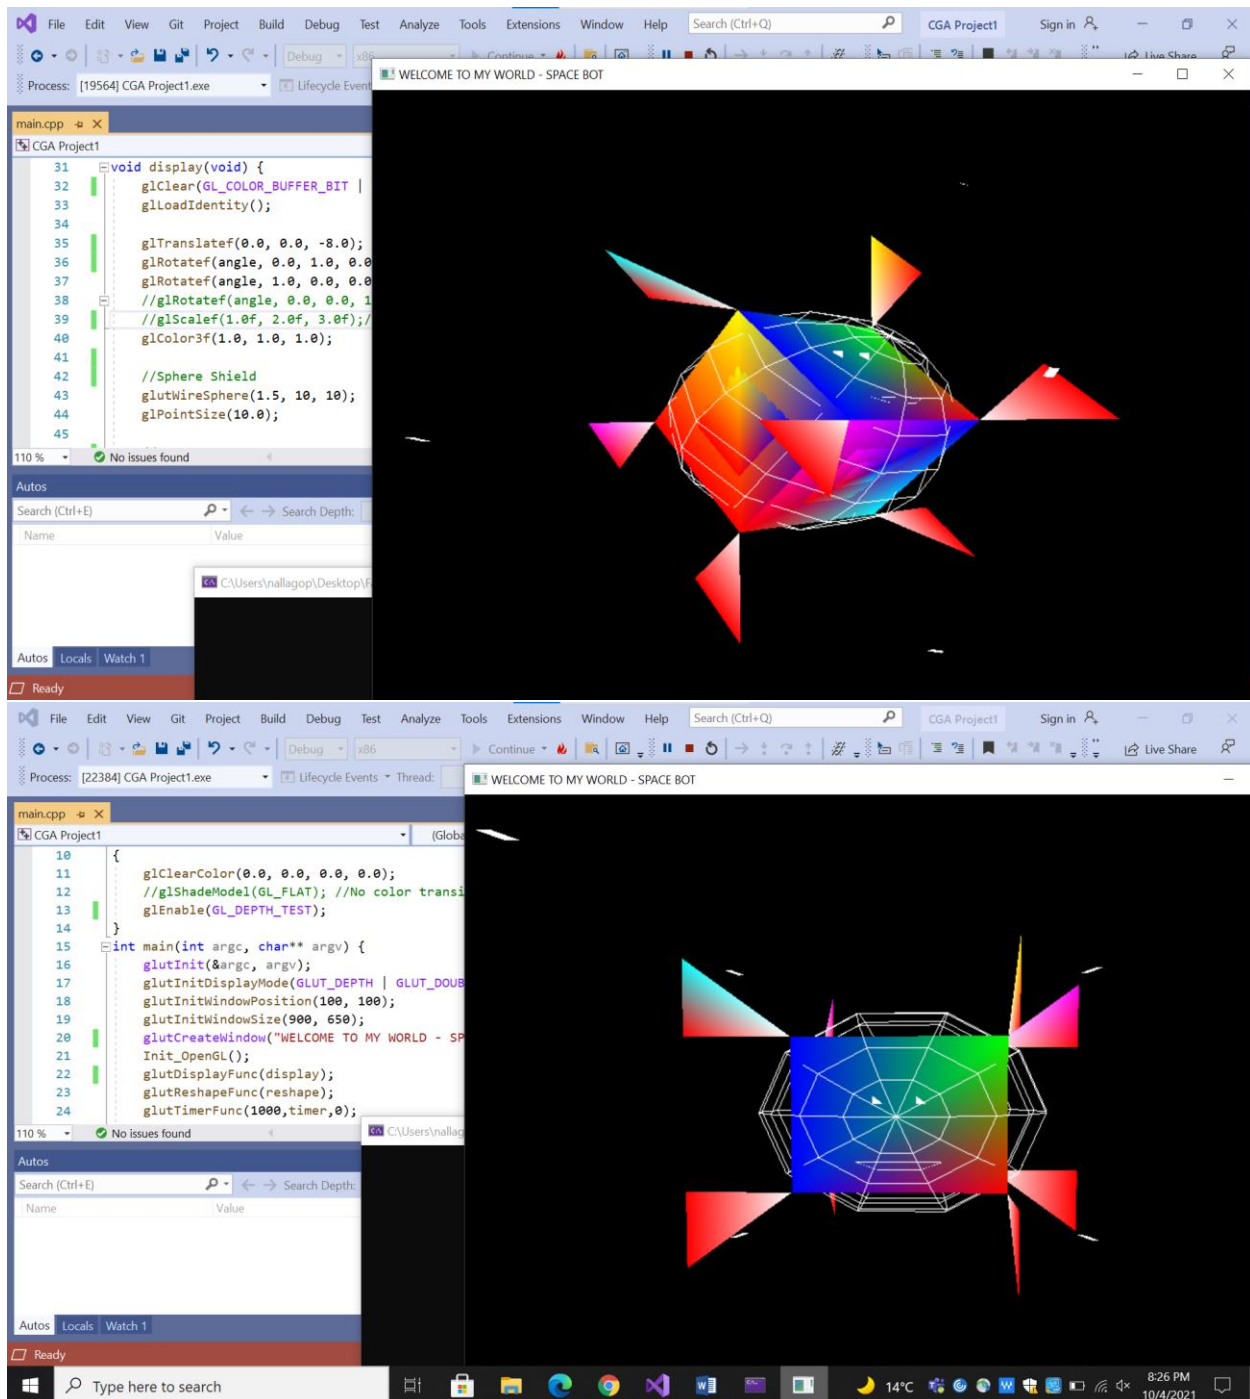 File Edit View Git Project Build Debug Test Analyze Tools Extensions Window Help Search (Ctrl+Q) CGA Project1 Sign in
Debug x86 Continue Live Share
Process: [19564] CGA Project1.exe Lifecycle Event
WELCOME TO MY WORLD - SPACE BOT
main.cpp
CGA Project1
31 void display(void) {
32 glClear(GL_COLOR_BUFFER_BIT |
33 glLoadIdentity();
34
35 glTranslatef(0.0, 0.0, -8.0);
36 glRotatef(angle, 0.0, 1.0, 0.0
37 glRotatef(angle, 1.0, 0.0, 0.0
38 //glRotatef(angle, 0.0, 0.0, 1
39 //glScalef(1.0f, 2.0f, 3.0f);/
40 glColor3f(1.0, 1.0, 1.0);
41
42 //Sphere Shield
43 glutWireSphere(1.5, 10, 10);
44 glPointSize(10.0);
45
110 % No issues found
Autos
Search (Ctrl+E) Search Depth:
Name Value
C:\Users\nallagop\Desktop\F
Autos Locals Watch 1
Ready
File Edit View Git Project Build Debug Test Analyze Tools Extensions Window Help Search (Ctrl+Q) CGA Project1 Sign in
Debug x86 Continue Live Share
Process: [22384] CGA Project1.exe Lifecycle Events Thread:
WELCOME TO MY WORLD - SPACE BOT
main.cpp
CGA Project1 (Globa
10 {
11 glClearColor(0.0, 0.0, 0.0, 0.0);
12 //glShadeModel(GL_FLAT); //No color transi
13 glEnable(GL_DEPTH_TEST);
14 }
15 int main(int argc, char** argv) {
16 glutInit(&argc, argv);
17 glutInitDisplayMode(GLUT_DEPTH | GLUT_DOUB
18 glutInitWindowPosition(100, 100);
19 glutInitWindowSize(900, 650);
20 glutCreateWindow("WELCOME TO MY WORLD - SP
21 Init_OpenGL();
22 glutDisplayFunc(display);
23 glutReshapeFunc(reshape);
24 glutTimerFunc(1000,timer,0);
110 % No issues found
C:\Users\nallag
Autos
Search (Ctrl+E) Search Depth:
Name Value
Autos Locals Watch 1
Ready
Type here to search 14°C 8:26 PM
10/4/2021